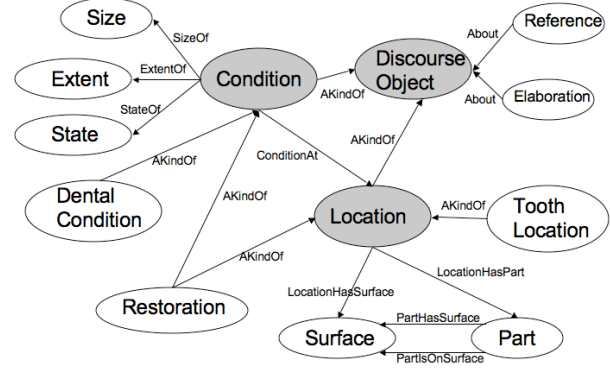 Size
Reference
SizeOf
About
Extent
ExtentOf
Condition
Discourse
Object
AKindOf
StateOf
About
Elaboration
State
AKindOf
AKindOf
ConditionAt
Dental
Condition
AKindOf
Location
AKindOf
Tooth
Location
AKindOf
LocationHasPart
Restoration
LocationHasSurface
PartHasSurface
Surface
Part
PartIsOnSurface